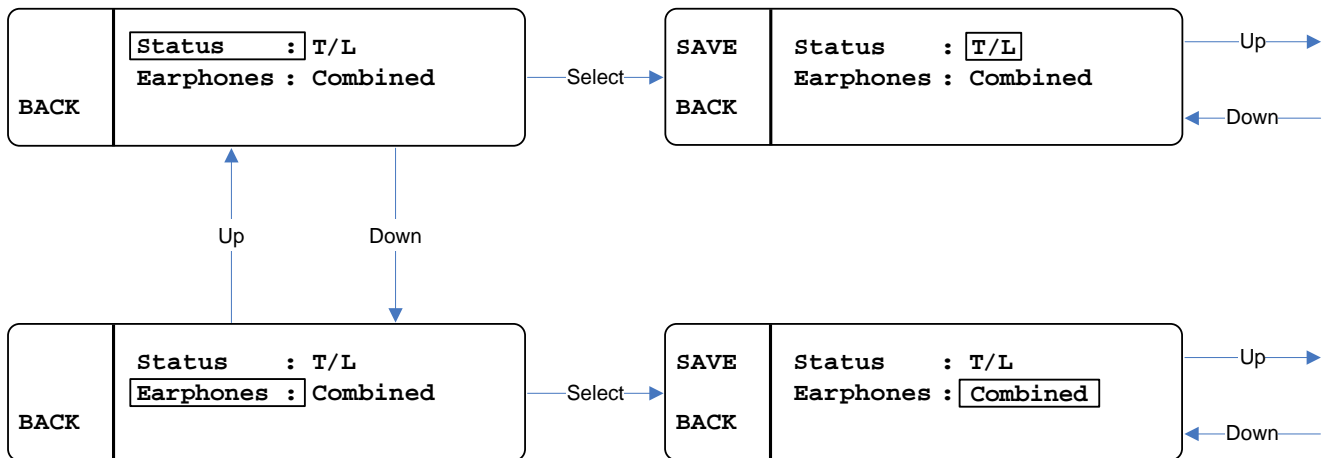 Status : T/L
Earphones : Combined
BACK
Select
SAVE
Status : T/L
Earphones : Combined
BACK
Up
Down
Up
Down
Status : T/L
Earphones : Combined
BACK
Select
SAVE
Status : T/L
Earphones : Combined
BACK
Up
Down